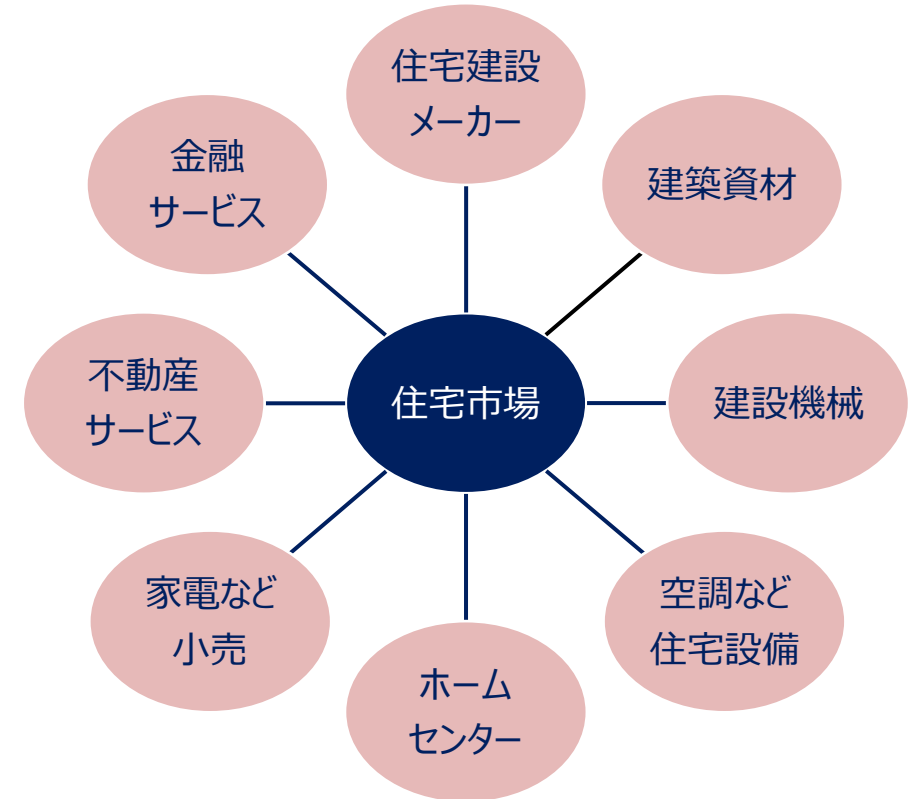 住宅建設
メーカー
金融
サービス
建築資材
不動産
サービス
住宅市場
建設機械
家電など
小売
空調など
住宅設備
ホーム
センター